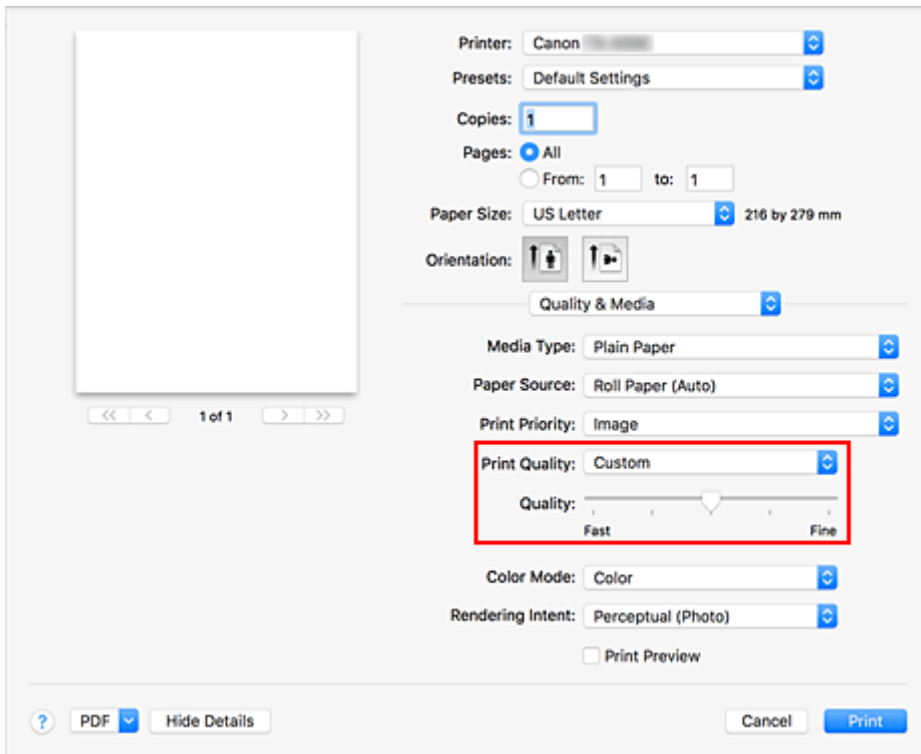 Printer: Canon
Presets: Default Settings
Copies: 1
Pages: All
From: 1 to: 1
Paper Size: US Letter 216 by 279 mm
Orientation:
Quality & Media
Media Type: Plain Paper
Paper Source: Roll Paper (Auto)
<< < 1 of 1 > >>
Print Priority: Image
Print Quality: Custom
Quality:
Fast Fine
Color Mode: Color
Rendering Intent: Perceptual (Photo)
Print Preview
? PDF Hide Details Cancel Print